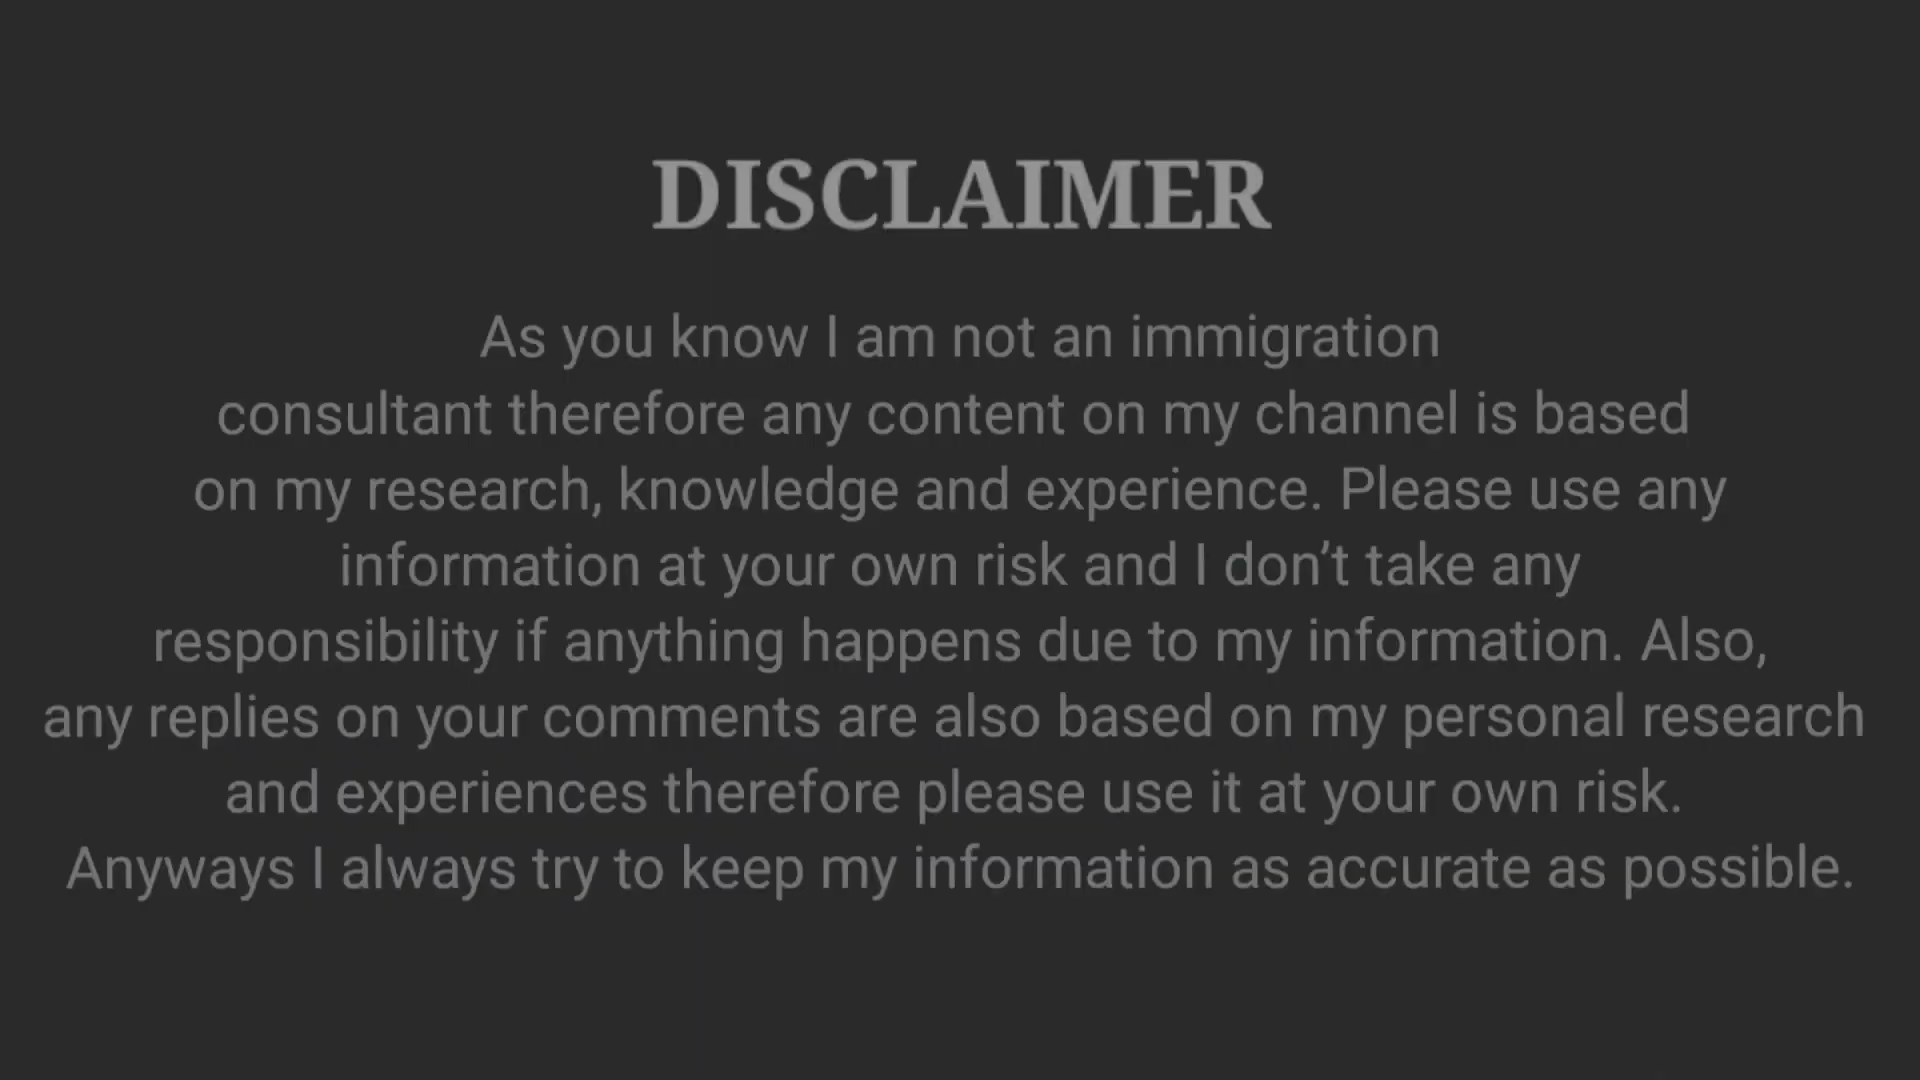 DISCLAIMER
As you know I am not an immigration
consultant therefore any content on my channel is based
on my research, knowledge and experience. Please use any
information at your own risk and I don’t take any
responsibility if anything happens due to my information. Also,
any replies on your comments are also based on my personal research
and experiences therefore please use it at your own risk.
Anyways I always try to keep my information as accurate as possible.